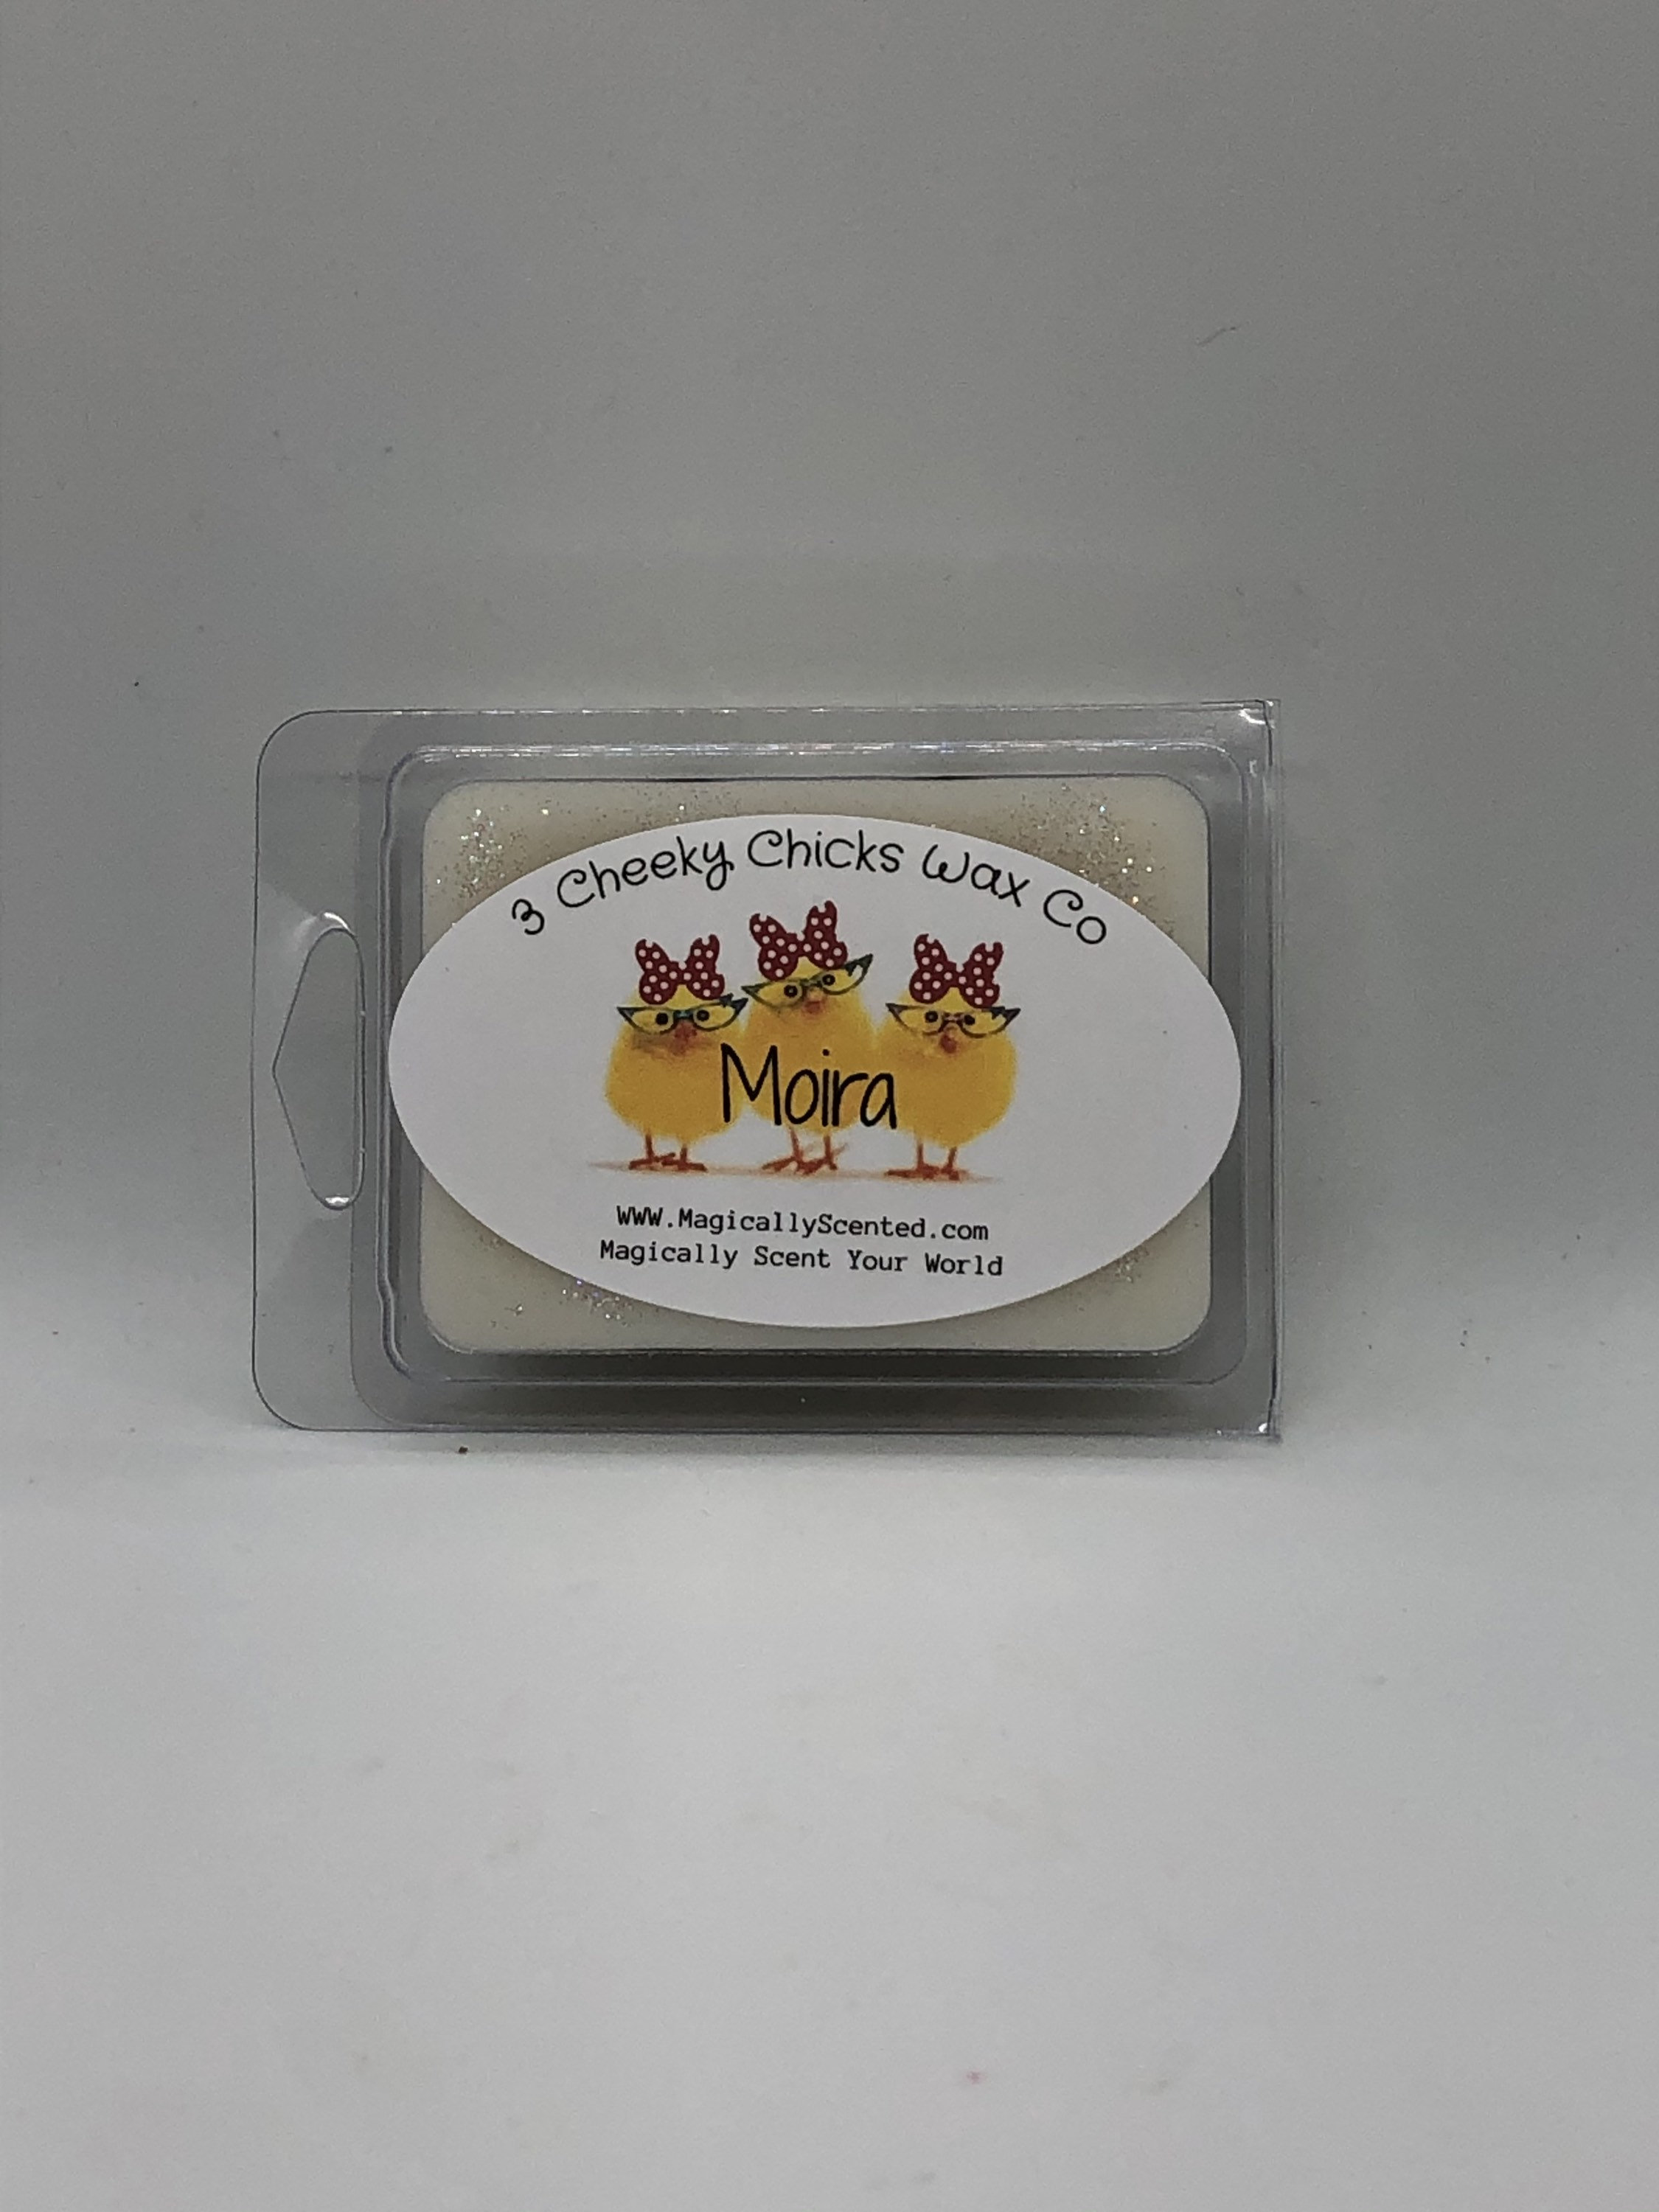 3 Cheeky Chicks Wax Co
Moira
WWW.MagicallyScented.com
Magically Scent Your World